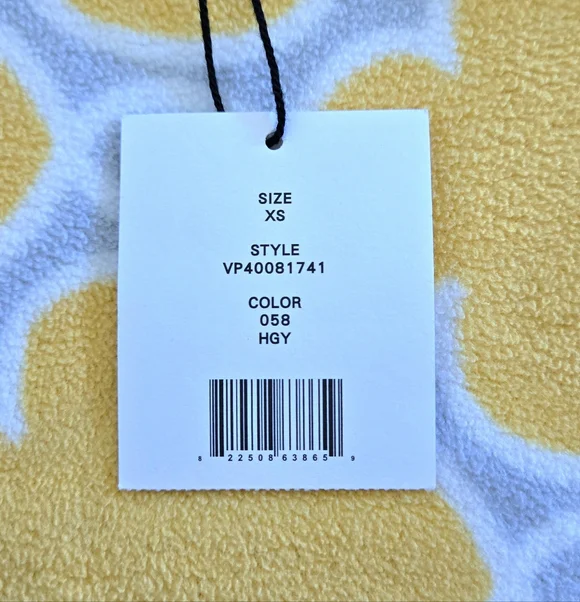 SIZE
XS
STYLE
VP40081741
COLOR
058
HGY
8 22508 63865 9